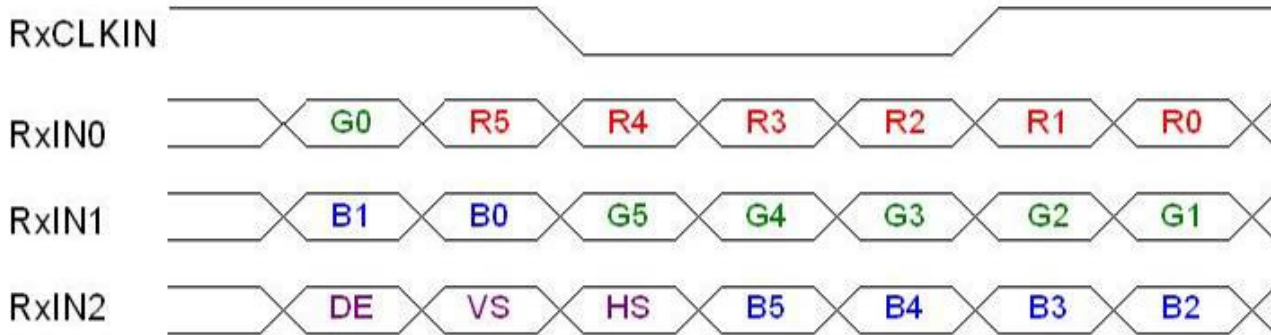 RxCLKIN
RxIN0 G0 R5 R4 R3 R2 R1 R0
RxIN1 B1 B0 G5 G4 G3 G2 G1
RxIN2 DE VS HS B5 B4 B3 B2